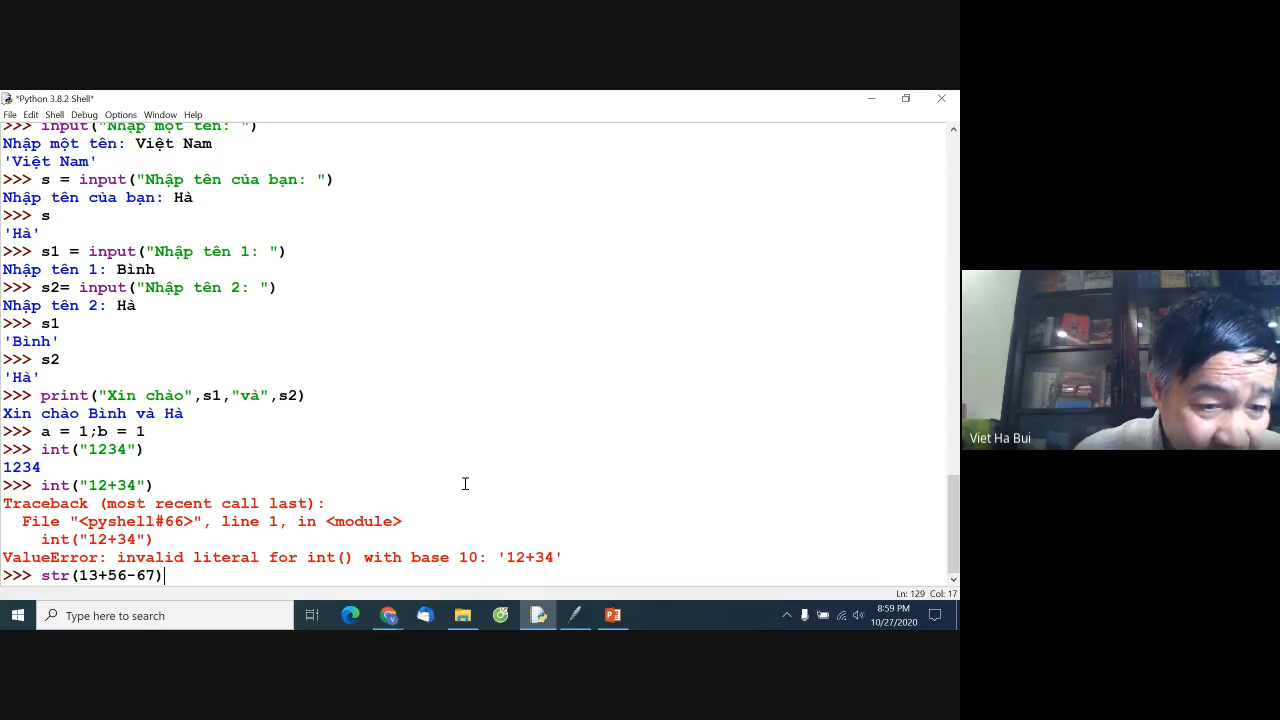 *Python 3.8.2 Shell*
File Edit Shell Debug Options Window Help
>>> input("Nhập một tên: ")
Nhập một tên: Việt Nam
'Việt Nam'
>>> s = input("Nhập tên của bạn: ")
Nhập tên của bạn: Hà
>>> s
'Hà'
>>> s1 = input("Nhập tên 1: ")
Nhập tên 1: Bình
>>> s2= input("Nhập tên 2: ")
Nhập tên 2: Hà
>>> s1
'Bình'
>>> s2
'Hà'
>>> print("Xin chào",s1,"và",s2)
Xin chào Bình và Hà
>>> a = 1;b = 1
>>> int("1234")
1234
>>> int("12+34")
Traceback (most recent call last):
  File "<pyshell#66>", line 1, in <module>
    int("12+34")
ValueError: invalid literal for int() with base 10: '12+34'
>>> str(13+56-67)
Ln: 129 Col: 17
Type here to search
8:59 PM
10/27/2020
Viet Ha Bui